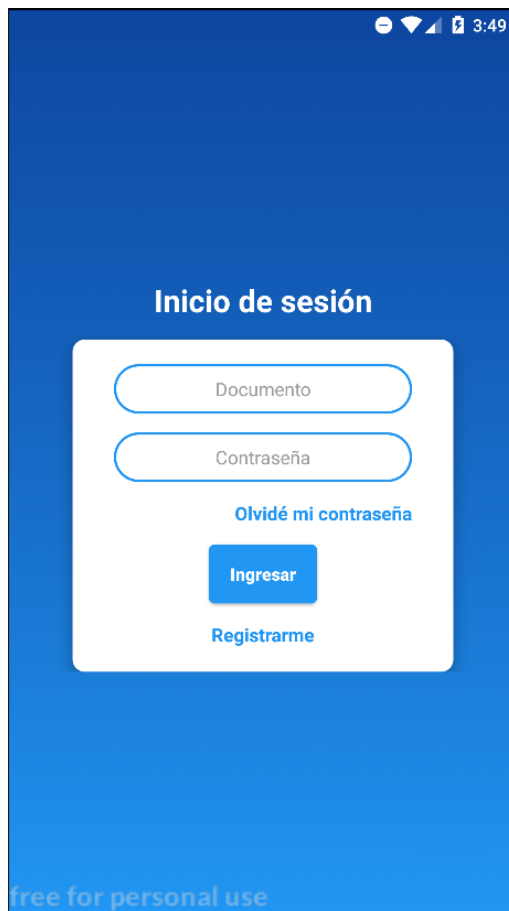 3:49
Inicio de sesión
Documento
Contraseña
Olvidé mi contraseña
Ingresar
Registrarme
free for personal use